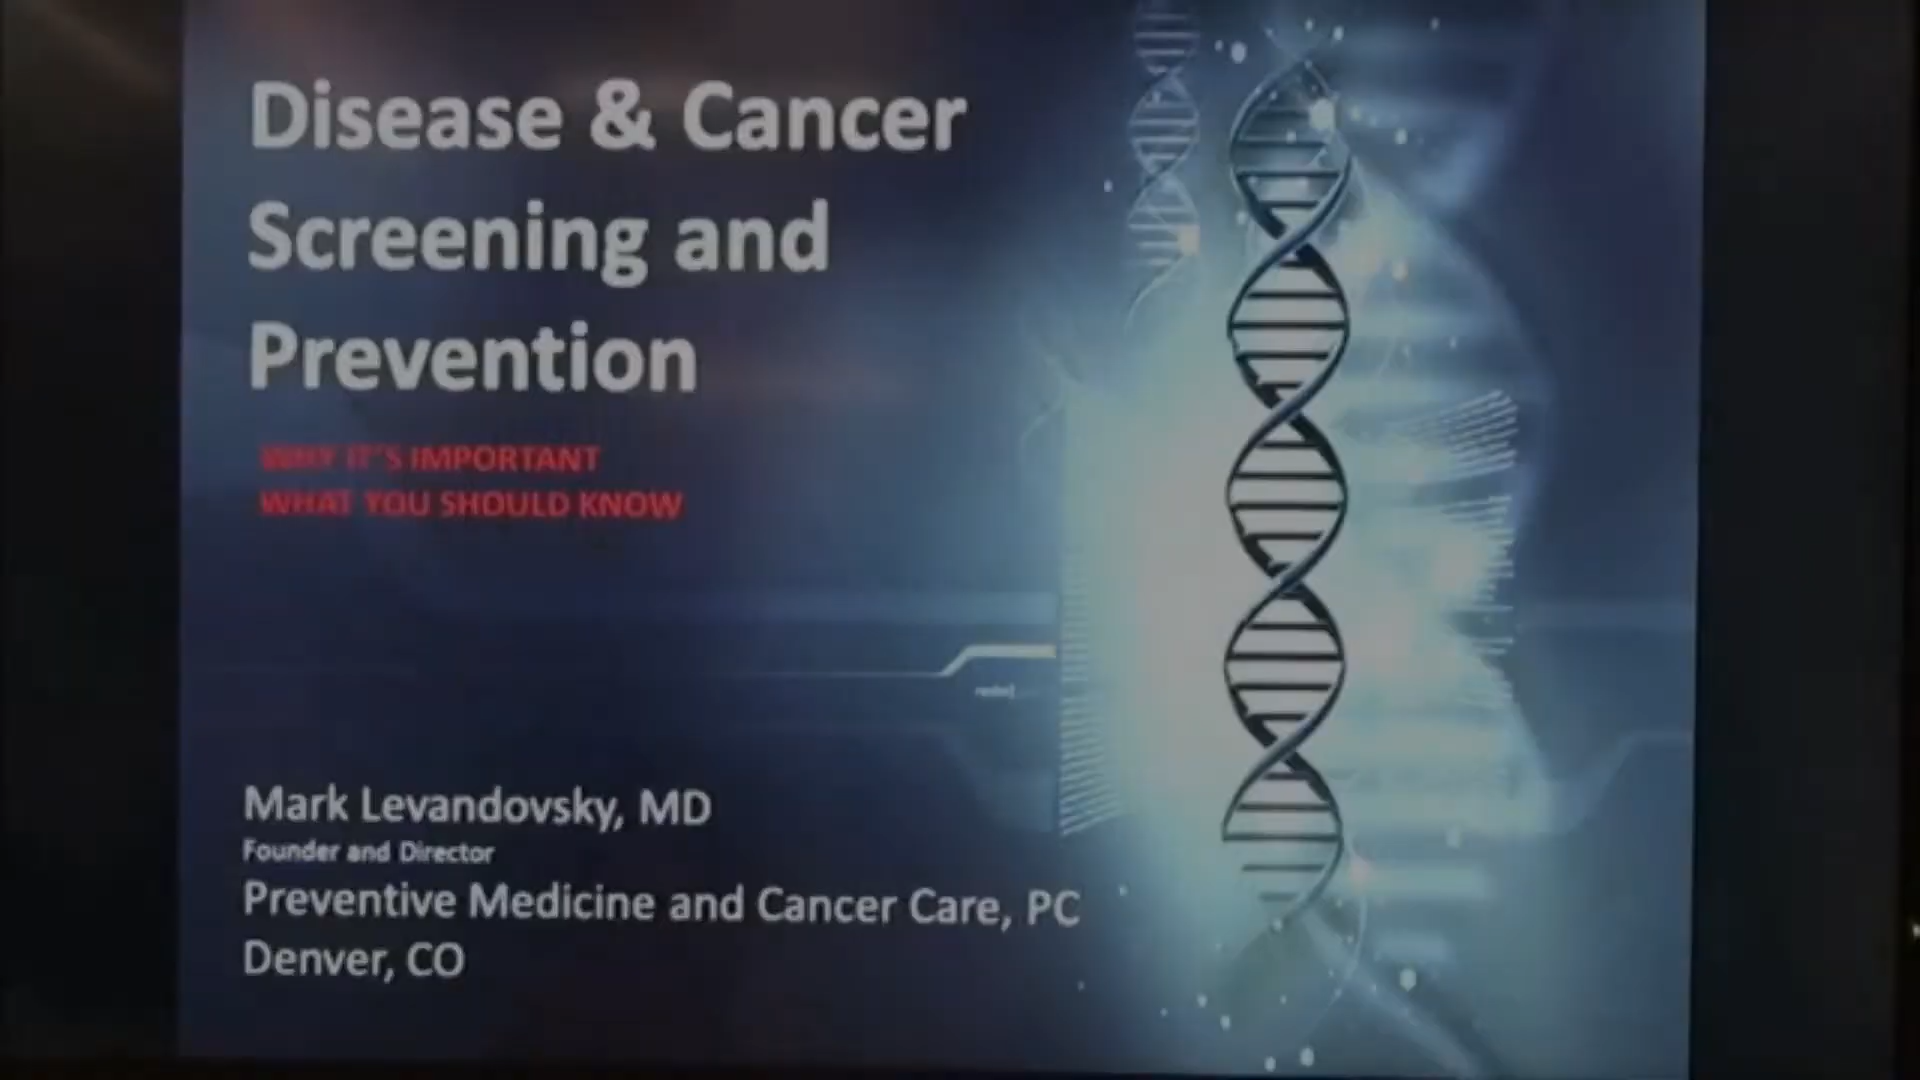 Disease & Cancer
Screening and
Prevention
WHY IT'S IMPORTANT
WHAT YOU SHOULD KNOW
Mark Levandovsky, MD
Founder and Director
Preventive Medicine and Cancer Care, PC
Denver, CO